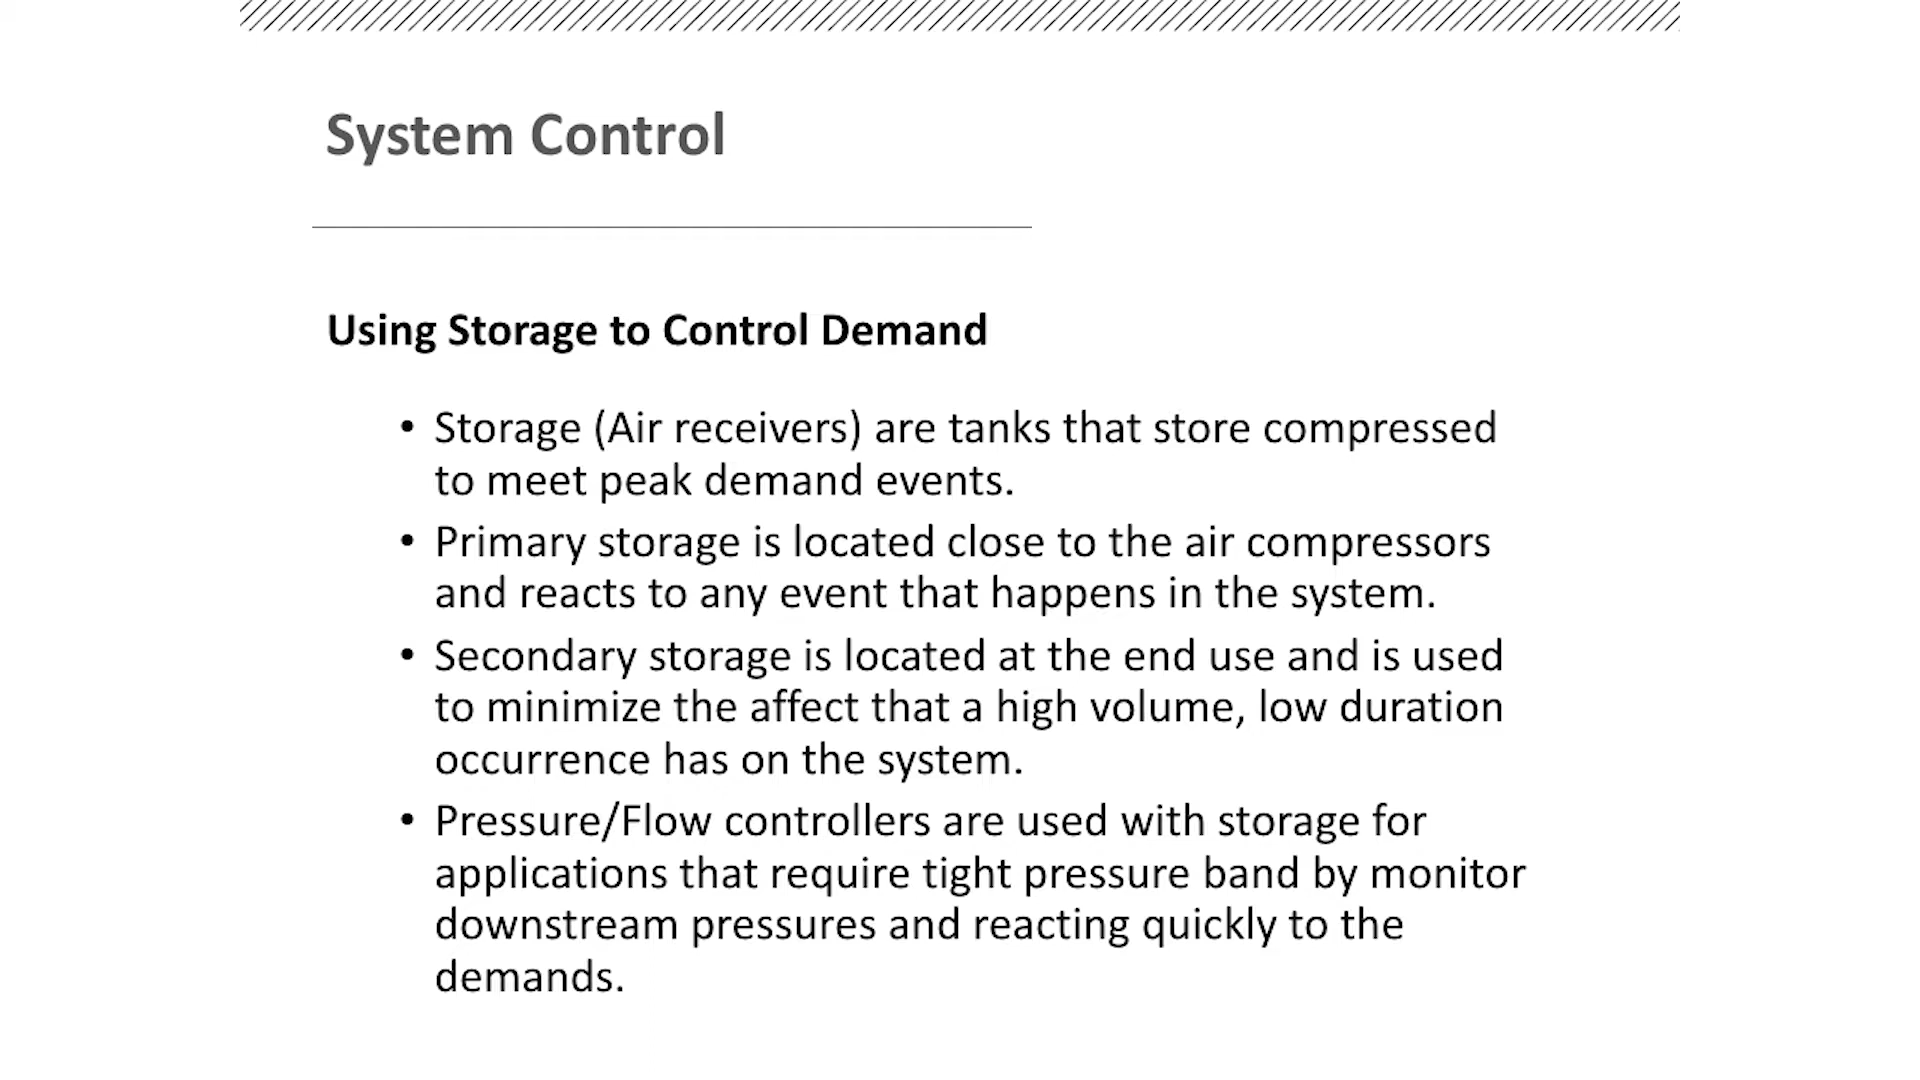 System Control
Using Storage to Control Demand
• Storage (Air receivers) are tanks that store compressed
to meet peak demand events.
• Primary storage is located close to the air compressors
and reacts to any event that happens in the system.
• Secondary storage is located at the end use and is used
to minimize the affect that a high volume, low duration
occurrence has on the system.
• Pressure/Flow controllers are used with storage for
applications that require tight pressure band by monitor
downstream pressures and reacting quickly to the
demands.